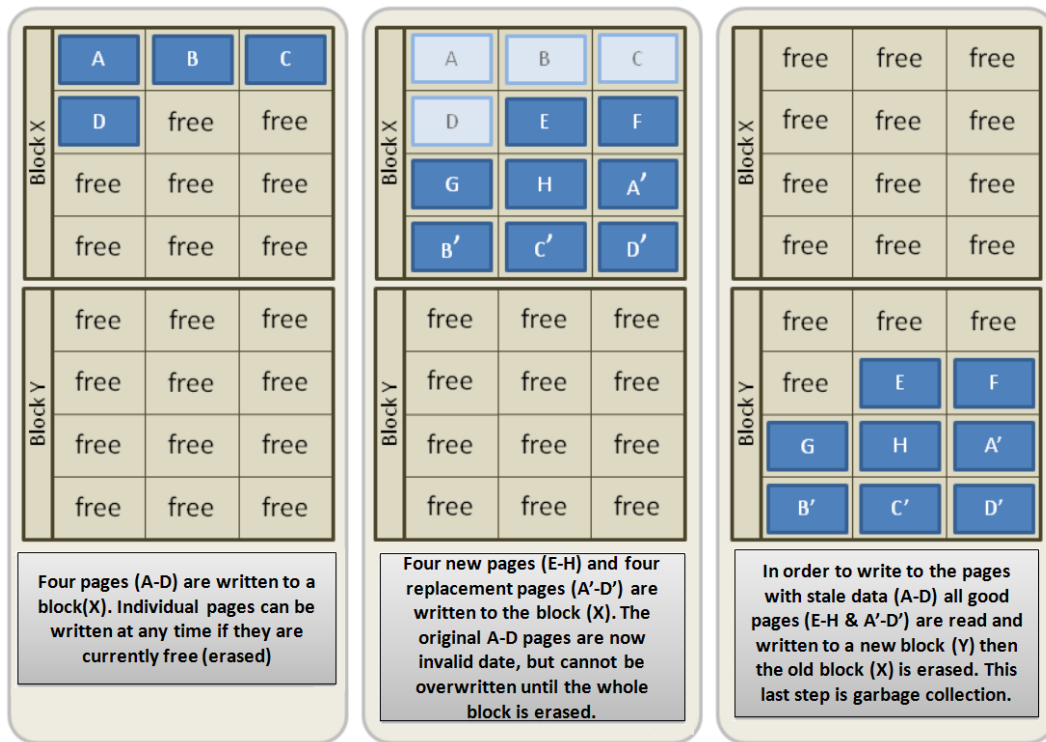 Block X
A B C
D free free
free free free
free free free
Block Y
free free free
free free free
free free free
free free free
Four pages (A-D) are written to a
block(X). Individual pages can be
written at any time if they are
currently free (erased)
Block X
A B C
D E F
G H A'
B' C' D'
Block Y
free free free
free free free
free free free
free free free
Four new pages (E-H) and four
replacement pages (A'-D') are
written to the block (X). The
original A-D pages are now
invalid date, but cannot be
overwritten until the whole
block is erased.
Block X
free free free
free free free
free free free
free free free
Block Y
free free free
free E F
G H A'
B' C' D'
In order to write to the pages
with stale data (A-D) all good
pages (E-H & A'-D') are read and
written to a new block (Y) then
the old block (X) is erased. This
last step is garbage collection.